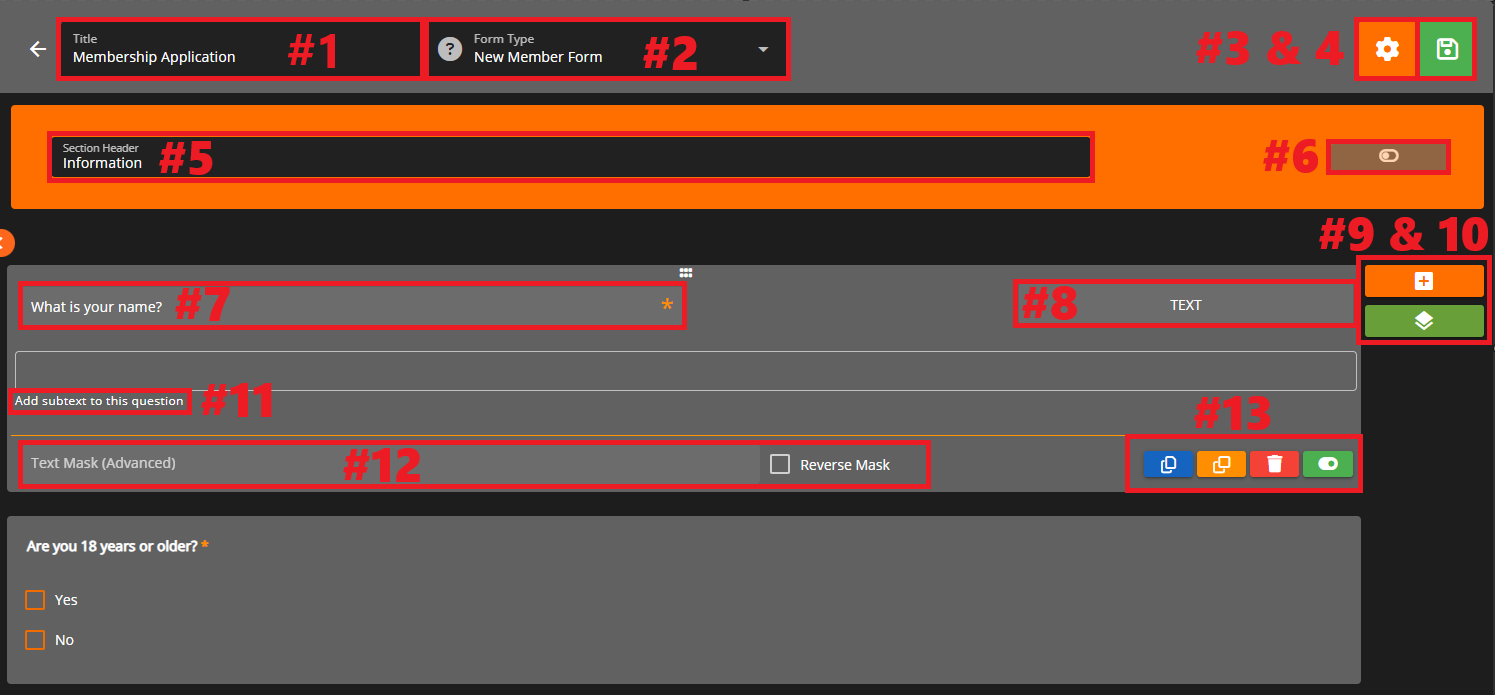 Title
Membership Application
#1
?
Form Type
New Member Form
#2
#3 & 4
Section Header
Information
#5
#6
#9 & 10
What is your name?
#7
*
#8
TEXT
Add subtext to this question
#11
#13
Text Mask (Advanced)
#12
Reverse Mask
Are you 18 years or older? *
Yes
No